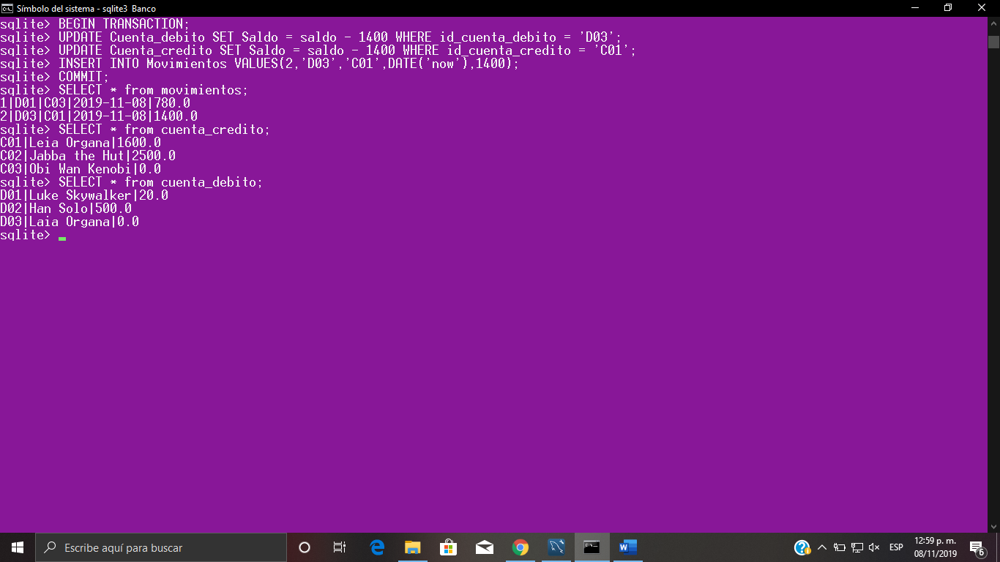 Símbolo del sistema - sqlite3 Banco
sqlite> BEGIN TRANSACTION;
sqlite> UPDATE Cuenta_debito SET Saldo = saldo - 1400 WHERE id_cuenta_debito = 'D03';
sqlite> UPDATE Cuenta_credito SET Saldo = saldo - 1400 WHERE id_cuenta_credito = 'C01';
sqlite> INSERT INTO Movimientos VALUES(2,'D03','C01',DATE('now'),1400);
sqlite> COMMIT;
sqlite> SELECT * from movimientos;
1|D01|C03|2019-11-08|780.0
2|D03|C01|2019-11-08|1400.0
sqlite> SELECT * from cuenta_credito;
C01|Leia Organa|1600.0
C02|Jabba the Hut|2500.0
C03|Obi Wan Kenobi|0.0
sqlite> SELECT * from cuenta_debito;
D01|Luke Skywalker|20.0
D02|Han Solo|500.0
D03|Laia Organa|0.0
sqlite>
Escribe aquí para buscar
ESP
12:59 p. m.
08/11/2019
6